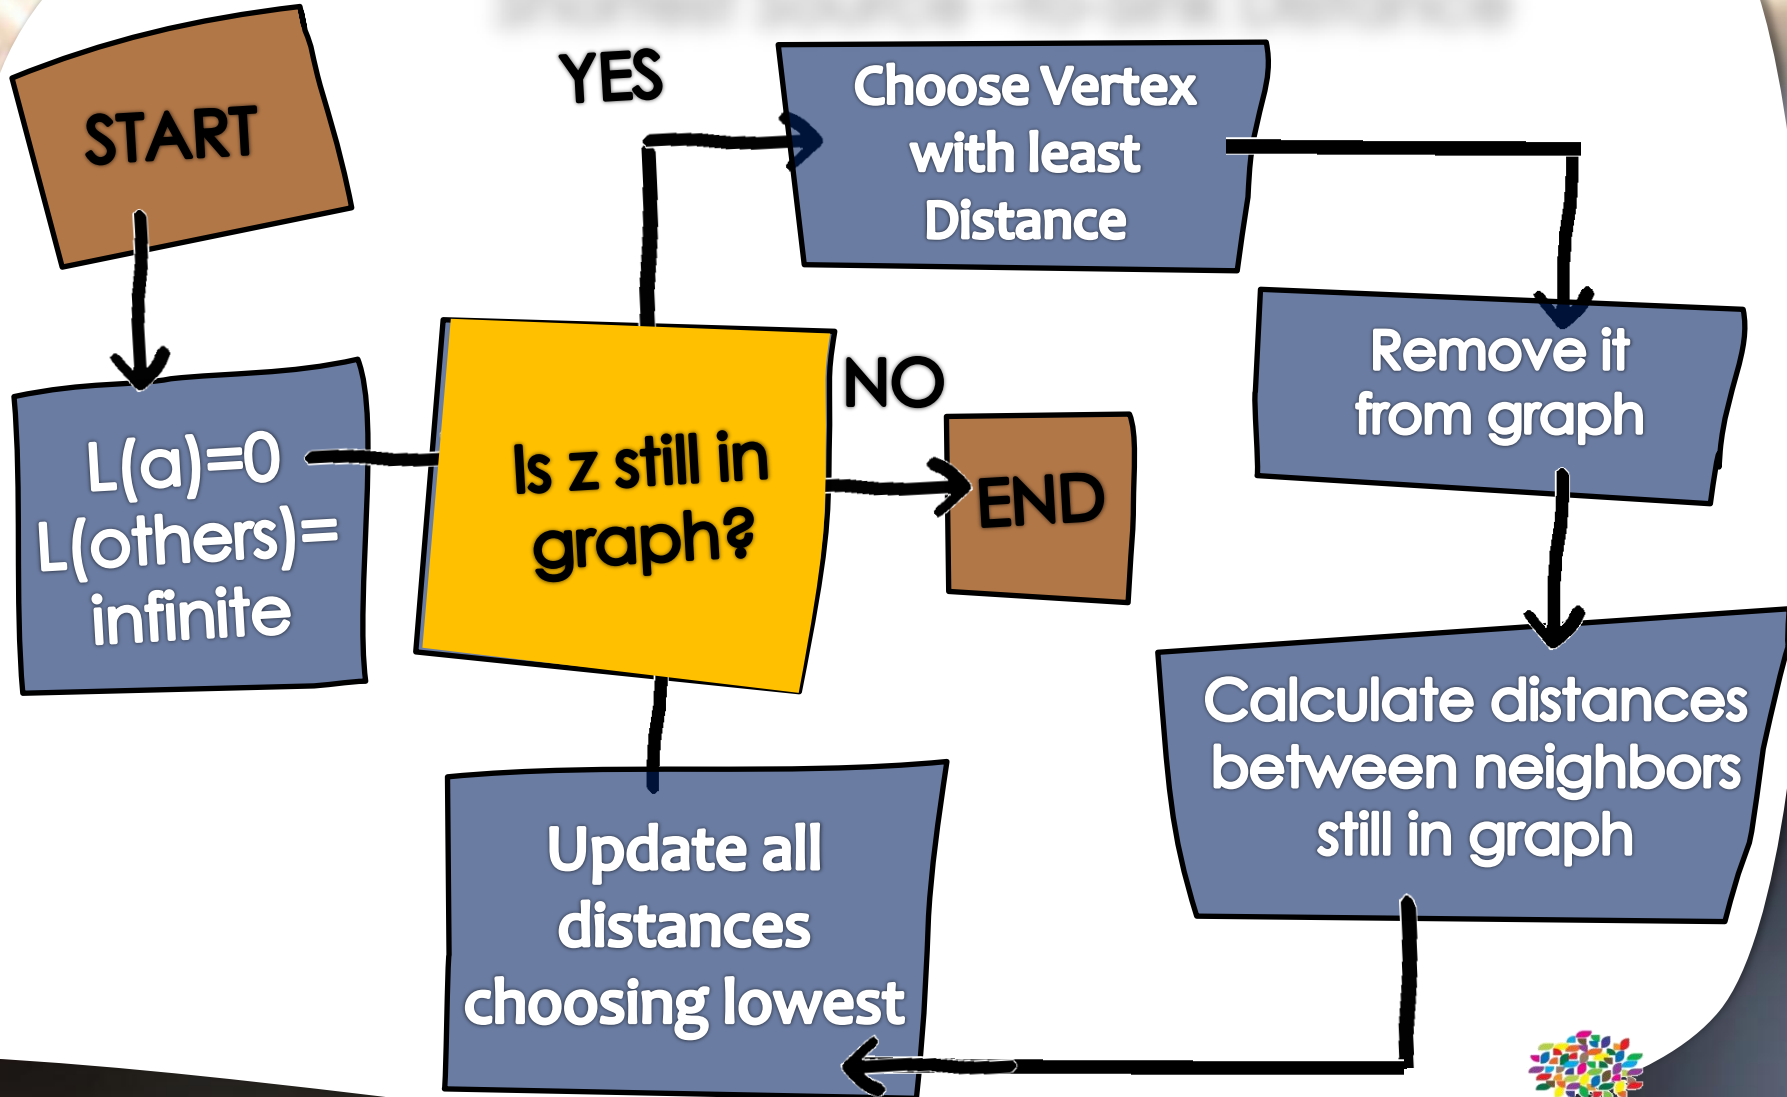 START
YES
Choose Vertex
with least
Distance
Remove it
from graph
L(a)=0
L(others)=
infinite
Is z still in
graph?
NO
END
Calculate distances
between neighbors
still in graph
Update all
distances
choosing lowest